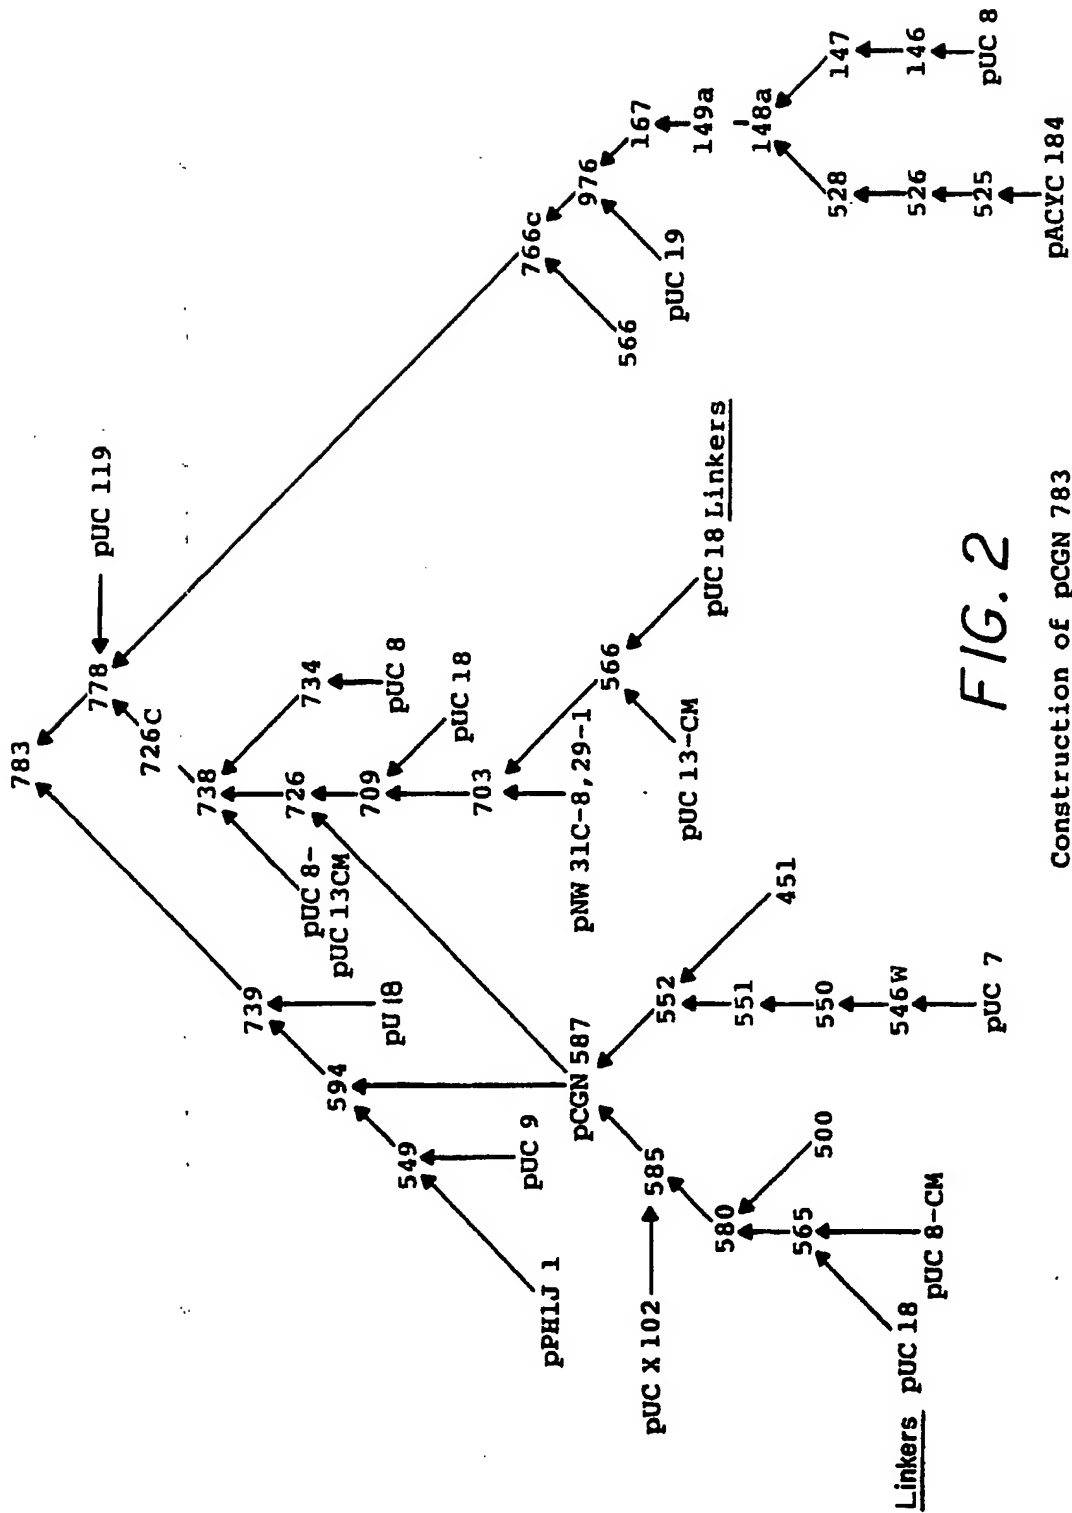 783
778
pUC 119
726C
739
738
734
pU 18
pUC 8-
pUC 13CM
726
pUC 8
594
709
pUC 18
549
703
766c
976
566
pUC 19
167
149a
148a
pUC 9
pPH1J 1
pCGN 587
pNW 31C-8, 29-1
566
pUC 13-CM
pUC 18 Linkers
528
147
526
146
525
pUC 8
pACYC 184
pUC X 102
585
552
451
580
551
500
565
550
546W
pUC 7
pUC 8-CM
Linkers pUC 18
FIG. 2
Construction of pCGN 783